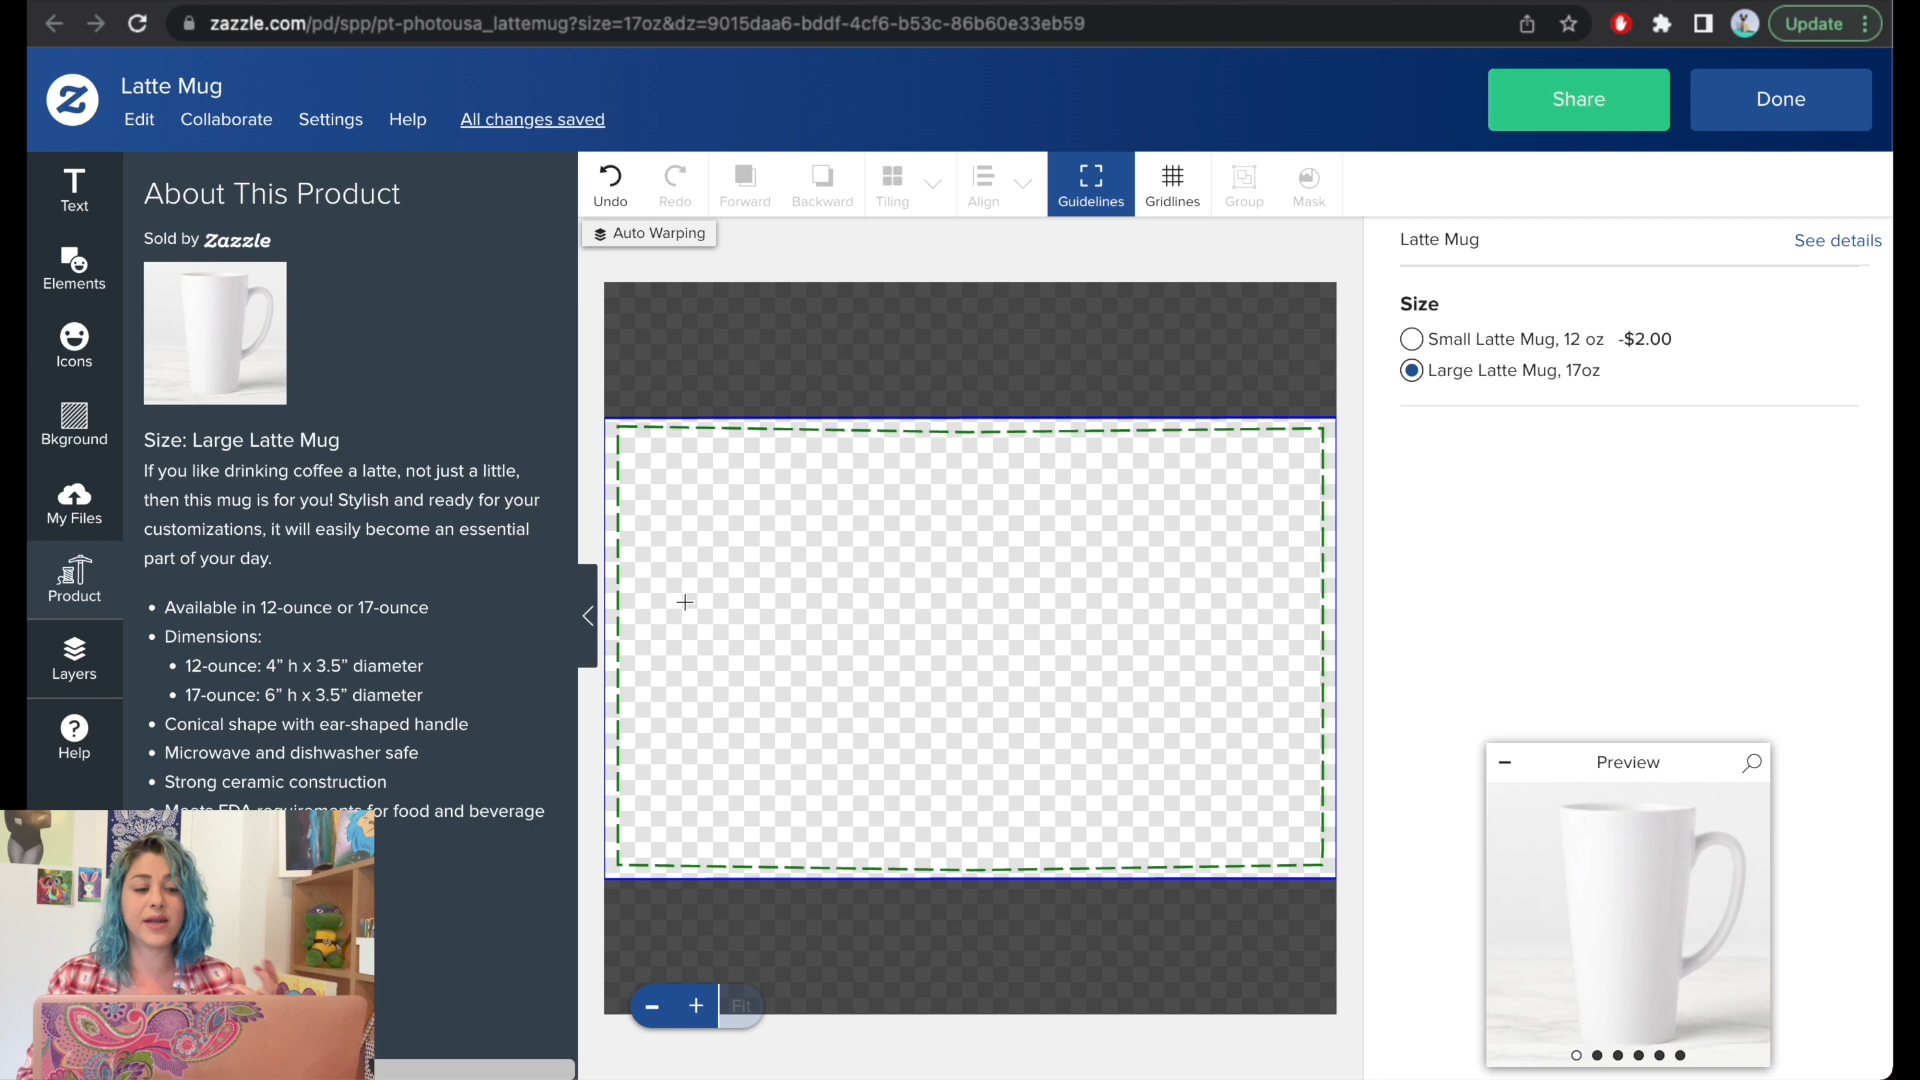 zazzle.com/pd/spp/pt-photousa_lattemug?size=17oz&dz=9015daa6-bddf-4cf6-b53c-86b60e33eb59
Update
Latte Mug
Edit
Collaborate
Settings
Help
All changes saved
Share
Done
Text
Elements
Icons
Bkground
My Files
Product
Layers
Help
About This Product
Sold by Zazzle
Size: Large Latte Mug
If you like drinking coffee a latte, not just a little,
then this mug is for you! Stylish and ready for your
customizations, it will easily become an essential
part of your day.
• Available in 12-ounce or 17-ounce
• Dimensions:
• 12-ounce: 4” h x 3.5” diameter
• 17-ounce: 6” h x 3.5” diameter
• Conical shape with ear-shaped handle
• Microwave and dishwasher safe
• Strong ceramic construction
• Meets FDA requirements for food and beverage
Undo
Redo
Forward
Backward
Tiling
Align
Guidelines
Gridlines
Group
Mask
Auto Warping
Fit
Latte Mug
See details
Size
Small Latte Mug, 12 oz -$2.00
Large Latte Mug, 17oz
Preview